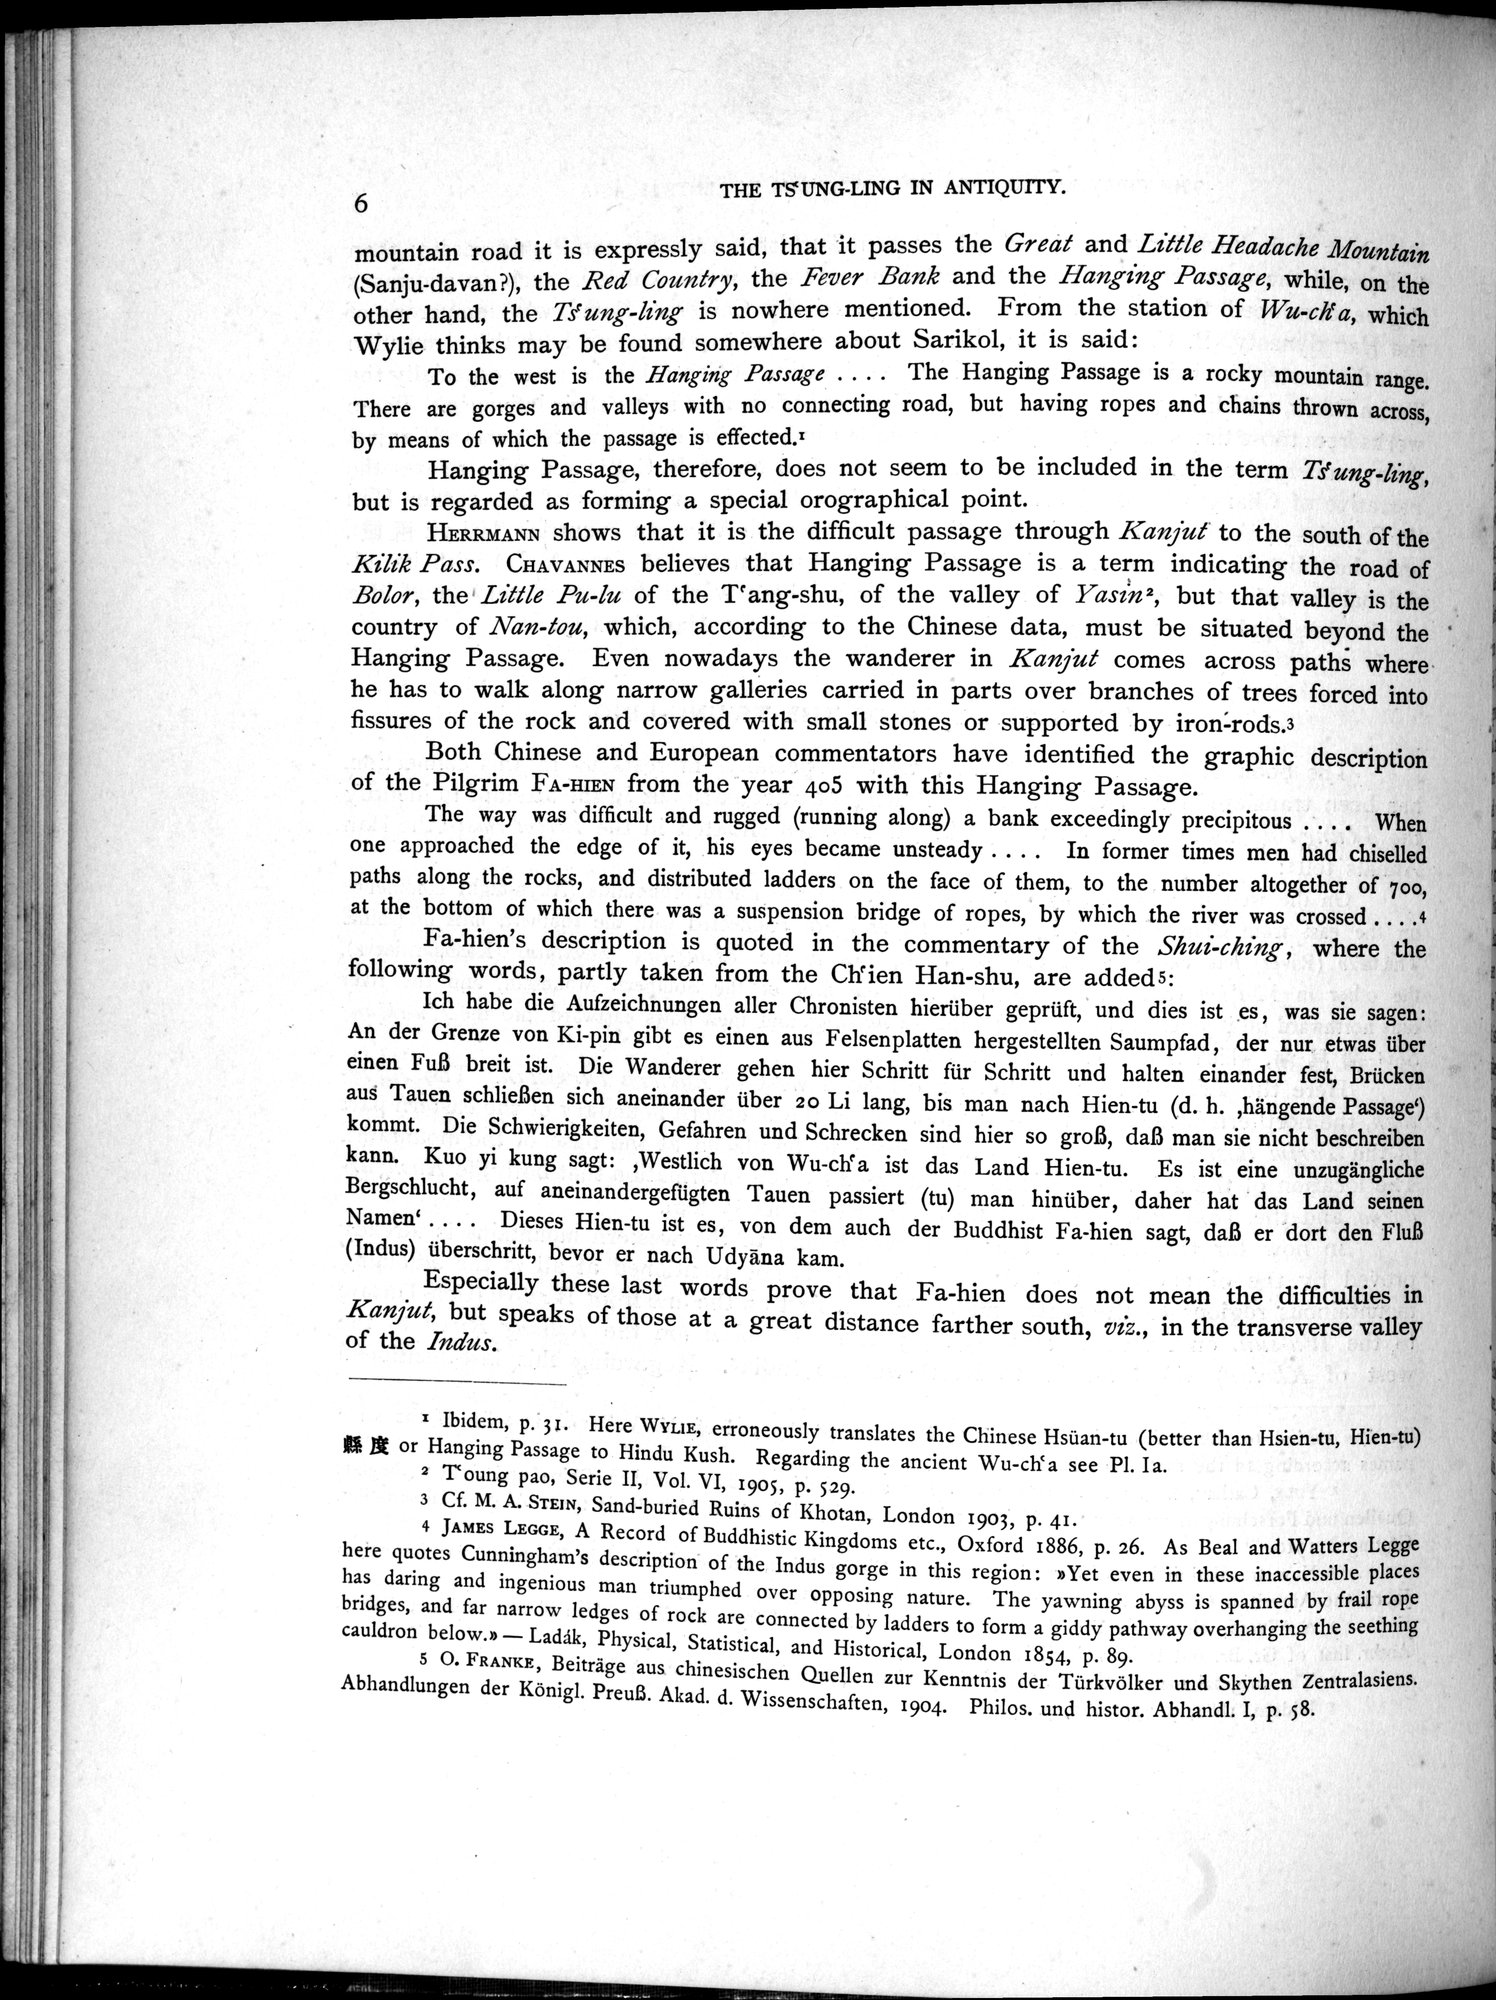 6
THE TSʿUNG-LING IN ANTIQUITY.
mountain road it is expressly said, that it passes the Great and Little Headache Mountain
(Sanju-davan?), the Red Country, the Fever Bank and the Hanging Passage, while, on the
other hand, the Tsʿung-ling is nowhere mentioned. From the station of Wu-chʿa, which
Wylie thinks may be found somewhere about Sarikol, it is said:
To the west is the Hanging Passage .... The Hanging Passage is a rocky mountain range.
There are gorges and valleys with no connecting road, but having ropes and chains thrown across,
by means of which the passage is effected.¹
Hanging Passage, therefore, does not seem to be included in the term Tsʿung-ling,
but is regarded as forming a special orographical point.
HERRMANN shows that it is the difficult passage through Kanjut to the south of the
Kilik Pass. CHAVANNES believes that Hanging Passage is a term indicating the road of
Bolor, the Little Pu-lu of the Tʿang-shu, of the valley of Yasin², but that valley is the
country of Nan-tou, which, according to the Chinese data, must be situated beyond the
Hanging Passage. Even nowadays the wanderer in Kanjut comes across paths where
he has to walk along narrow galleries carried in parts over branches of trees forced into
fissures of the rock and covered with small stones or supported by iron-rods.³
Both Chinese and European commentators have identified the graphic description
of the Pilgrim FA-HIEN from the year 405 with this Hanging Passage.
The way was difficult and rugged (running along) a bank exceedingly precipitous .... When
one approached the edge of it, his eyes became unsteady .... In former times men had chiselled
paths along the rocks, and distributed ladders on the face of them, to the number altogether of 700,
at the bottom of which there was a suspension bridge of ropes, by which the river was crossed ....⁴
Fa-hien's description is quoted in the commentary of the Shui-ching, where the
following words, partly taken from the Chʿien Han-shu, are added⁵:
Ich habe die Aufzeichnungen aller Chronisten hierüber geprüft, und dies ist es, was sie sagen:
An der Grenze von Ki-pin gibt es einen aus Felsenplatten hergestellten Saumpfad, der nur etwas über
einen Fuß breit ist. Die Wanderer gehen hier Schritt für Schritt und halten einander fest, Brücken
aus Tauen schließen sich aneinander über 20 Li lang, bis man nach Hien-tu (d. h. ‚hängende Passage‘)
kommt. Die Schwierigkeiten, Gefahren und Schrecken sind hier so groß, daß man sie nicht beschreiben
kann. Kuo yi kung sagt: ‚Westlich von Wu-chʿa ist das Land Hien-tu. Es ist eine unzugängliche
Bergschlucht, auf aneinandergefügten Tauen passiert (tu) man hinüber, daher hat das Land seinen
Namen‘ .... Dieses Hien-tu ist es, von dem auch der Buddhist Fa-hien sagt, daß er dort den Fluß
(Indus) überschritt, bevor er nach Udyāna kam.
Especially these last words prove that Fa-hien does not mean the difficulties in
Kanjut, but speaks of those at a great distance farther south, viz., in the transverse valley
of the Indus.
¹ Ibidem, p. 31. Here WYLIE, erroneously translates the Chinese Hsüan-tu (better than Hsien-tu, Hien-tu)
縣度 or Hanging Passage to Hindu Kush. Regarding the ancient Wu-chʿa see Pl. Ia.
² Tʿoung pao, Serie II, Vol. VI, 1905, p. 529.
³ Cf. M. A. STEIN, Sand-buried Ruins of Khotan, London 1903, p. 41.
⁴ JAMES LEGGE, A Record of Buddhistic Kingdoms etc., Oxford 1886, p. 26. As Beal and Watters Legge
here quotes Cunningham's description of the Indus gorge in this region: »Yet even in these inaccessible places
has daring and ingenious man triumphed over opposing nature. The yawning abyss is spanned by frail rope
bridges, and far narrow ledges of rock are connected by ladders to form a giddy pathway overhanging the seething
cauldron below.» — Ladák, Physical, Statistical, and Historical, London 1854, p. 89.
⁵ O. FRANKE, Beiträge aus chinesischen Quellen zur Kenntnis der Türkvölker und Skythen Zentralasiens.
Abhandlungen der Königl. Preuß. Akad. d. Wissenschaften, 1904. Philos. und histor. Abhandl. I, p. 58.